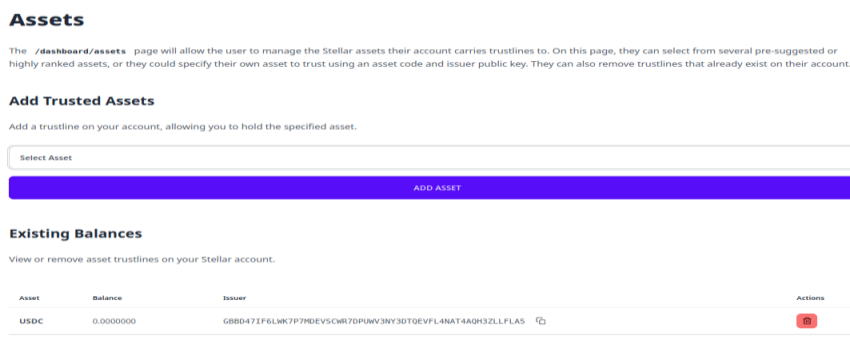 Assets
The /dashboard/assets page will allow the user to manage the Stellar assets their account carries trustlines to. On this page, they can select from several pre-suggested or
highly ranked assets, or they could specify their own asset to trust using an asset code and issuer public key. They can also remove trustlines that already exist on their account.
Add Trusted Assets
Add a trustline on your account, allowing you to hold the specified asset.
Select Asset
ADD ASSET
Existing Balances
View or remove asset trustlines on your Stellar account.
Asset Balance Issuer Actions
USDC 0.0000000 GBBD47IF6LWK7P7MDEVSCWR7DPUWV3NY3DTQEVFL4NAT4AQH3ZLLFLA5